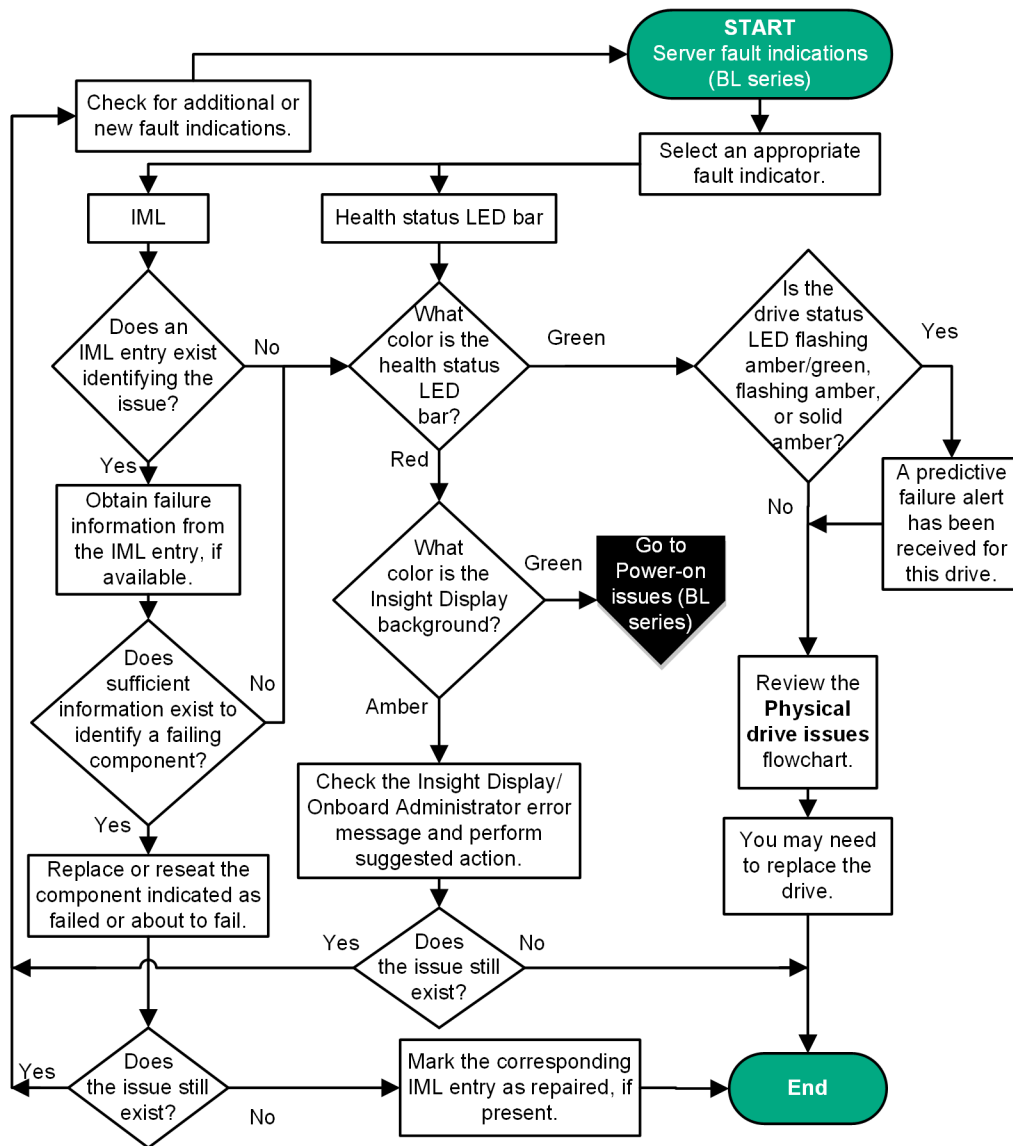 START
Server fault indications
(BL series)
Check for additional or
new fault indications.
Select an appropriate
fault indicator.
IML
Health status LED bar
Does an
IML entry exist
identifying the
issue?
No
Yes
What
color is the
health status
LED
bar?
Green
Red
Is the
drive status
LED flashing
amber/green,
flashing amber,
or solid
amber?
Yes
No
A predictive
failure alert
has been
received for
this drive.
Obtain failure
information from
the IML entry, if
available.
What
color is the
Insight Display
background?
Green
Amber
Go to
Power-on
issues (BL
series)
Does
sufficient
information exist to
identify a failing
component?
No
Yes
Review the
Physical
drive issues
flowchart.
Check the Insight Display/
Onboard Administrator error
message and perform
suggested action.
You may need
to replace the
drive.
Replace or reseat the
component indicated as
failed or about to fail.
Yes
Does
the issue still
exist?
No
Yes
Does
the issue still
exist?
No
Mark the corresponding
IML entry as repaired, if
present.
End